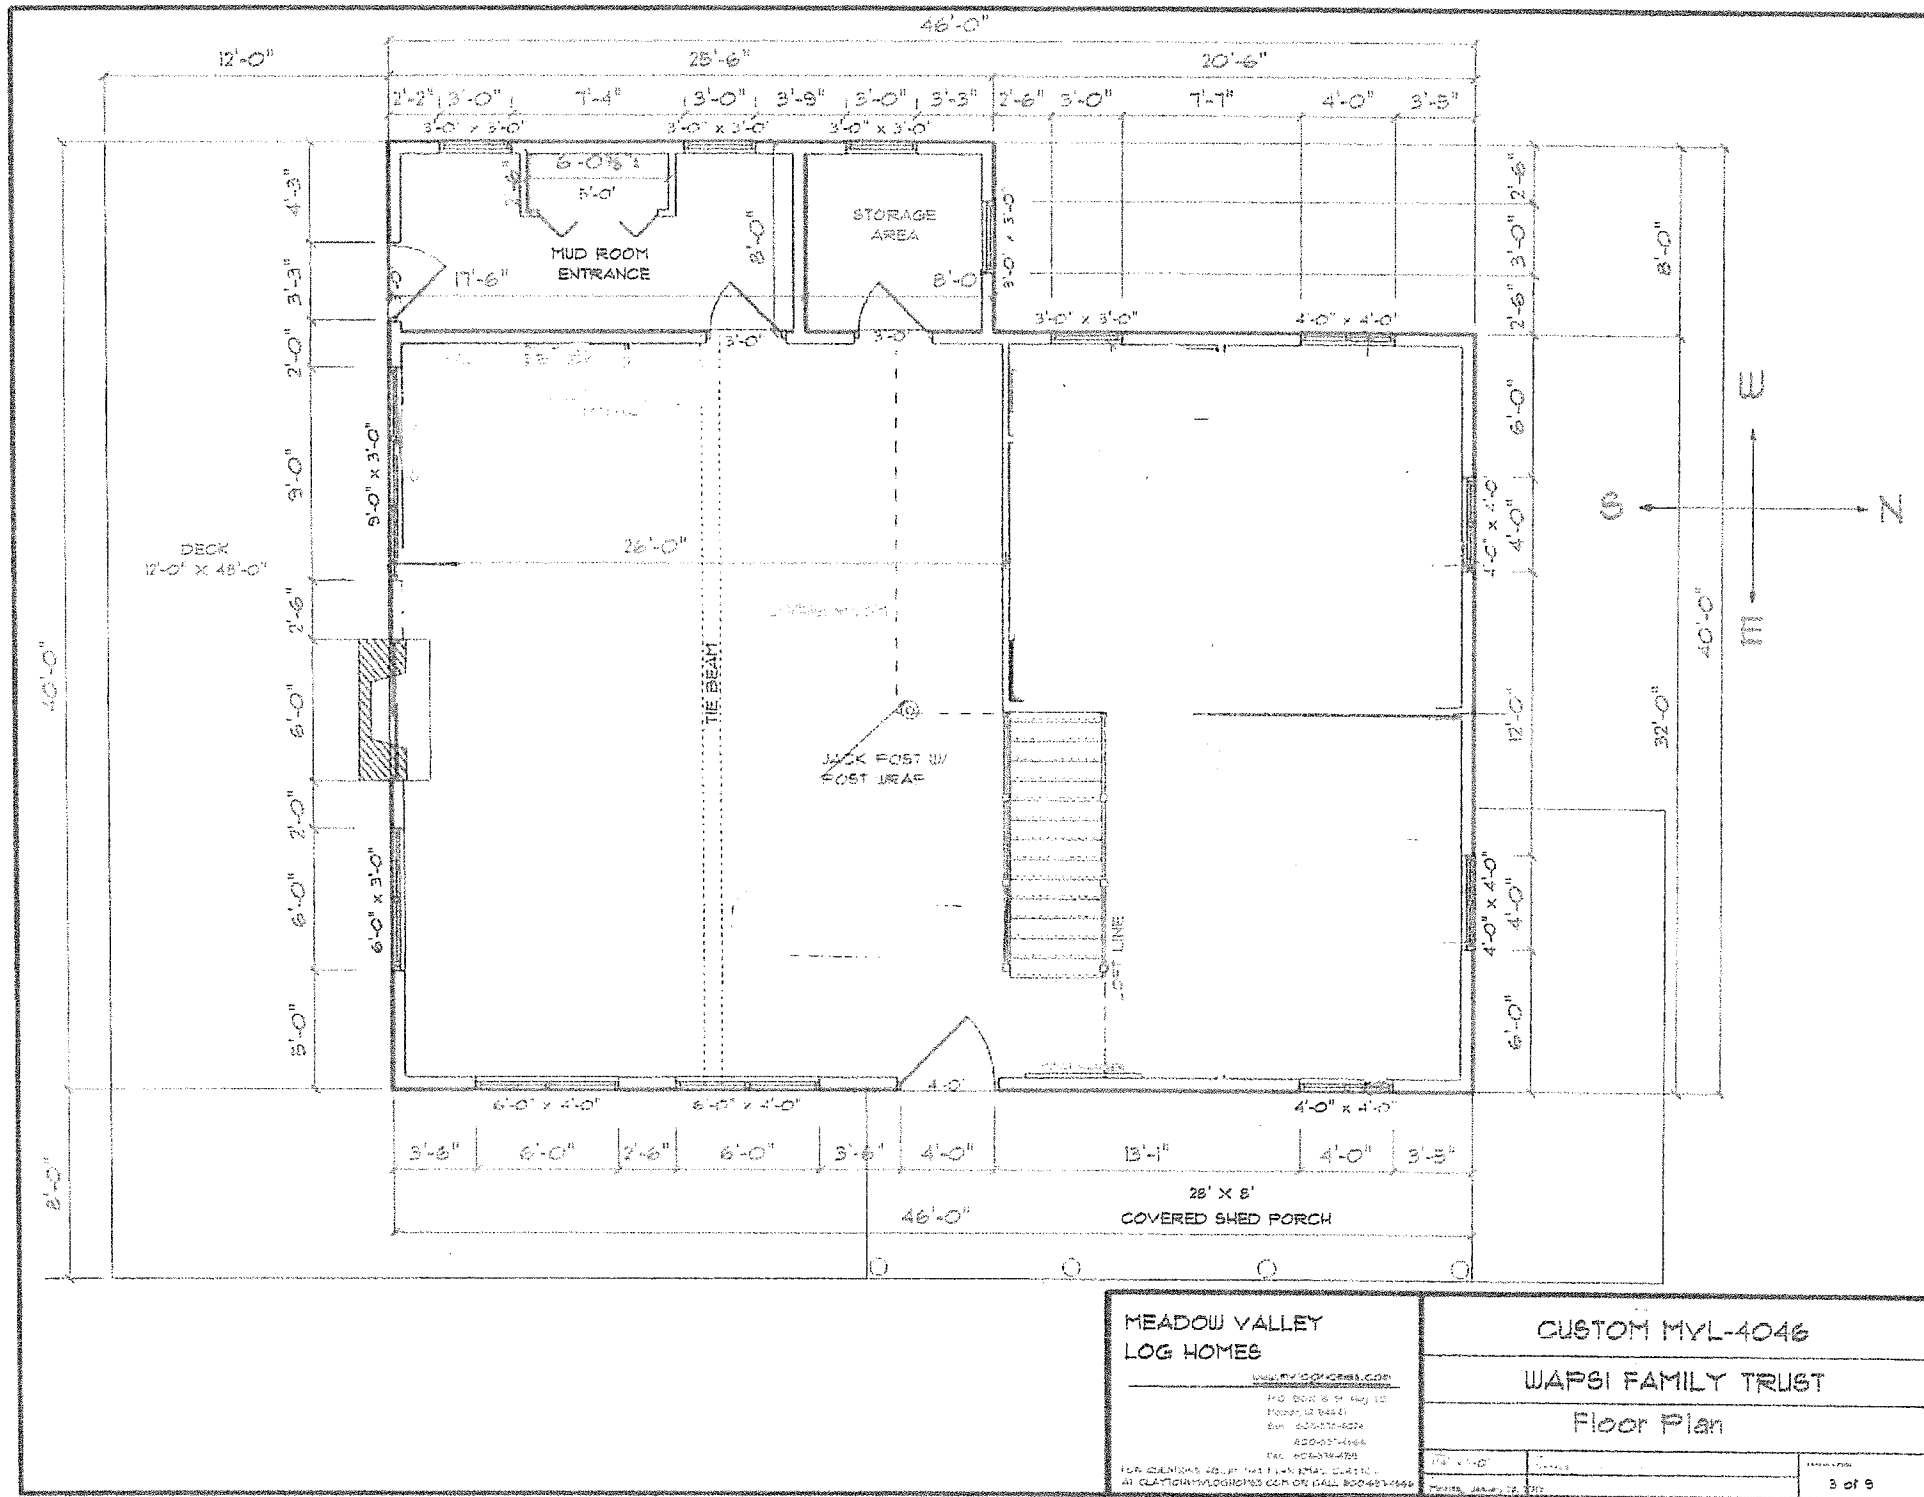 46'-0"
12'-0"
25'-6"
20'-6"
2'-2"
3'-0"
7'-4"
3'-0"
3'-9"
3'-0"
3'-3"
2'-6"
3'-0"
7'-7"
4'-0"
3'-5"
3'-0" x 3'-0"
3'-0" x 3'-0"
3'-0" x 3'-0"
6'-0
5'-0"
2'-6"
4'-3"
3'-3"
3'-0
MUD ROOM
ENTRANCE
17'-6"
8'-0"
STORAGE
AREA
8'-0
3'-0" x 3'-0"
2'-6"
3'-0"
2'-6"
8'-0"
3'-0"
3'-0"
3'-0" x 3'-0"
4'-0" x 4'-0"
2'-0"
9'-0"
9'-0" x 3'-0"
DECK
12'-0" X 48'-0"
26'-0"
2'-6"
6'-0"
40'-0"
TIE BEAM
JACK POST W/
POST WRAP
6'-0"
4'-0" x 4'-0"
4'-0"
12'-0"
W
S
N
E
40'-0"
32'-0"
2'-0"
6'-0"
6'-0" x 3'-0"
5'-0"
LOFT LINE
4'-0" x 4'-0"
4'-0"
6'-0"
4'-0"
6'-0" x 4'-0"
6'-0" x 4'-0"
4'-0" x 4'-0"
3'-6"
6'-0"
2'-6"
6'-0"
3'-6"
4'-0"
13'-1"
4'-0"
3'-5"
8'-0"
46'-0"
28' X 8'
COVERED SHED PORCH
MEADOW VALLEY
LOG HOMES
CUSTOM MVL-4046
WAPSI FAMILY TRUST
Floor Plan
3 of 9